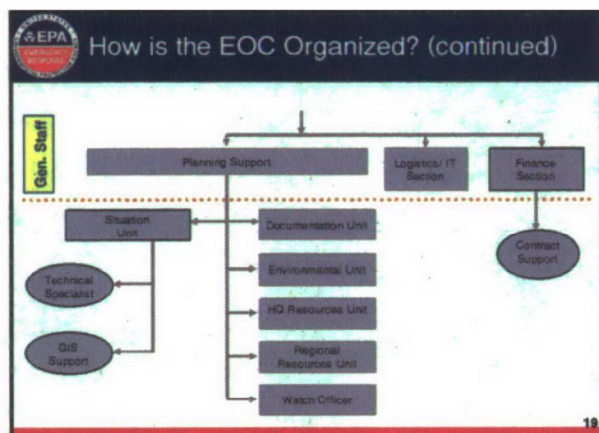 UNITED STATES
EPA
EMERGENCY
RESPONSE
How is the EOC Organized? (continued)
Gen. Staff
Planning Support
Logistics/ IT
Section
Finance
Section
Situation
Unit
Documentation Unit
Contract
Support
Technical
Specialist
Environmental Unit
HQ Resources Unit
GIS
Support
Regional
Resources Unit
Watch Officer
19